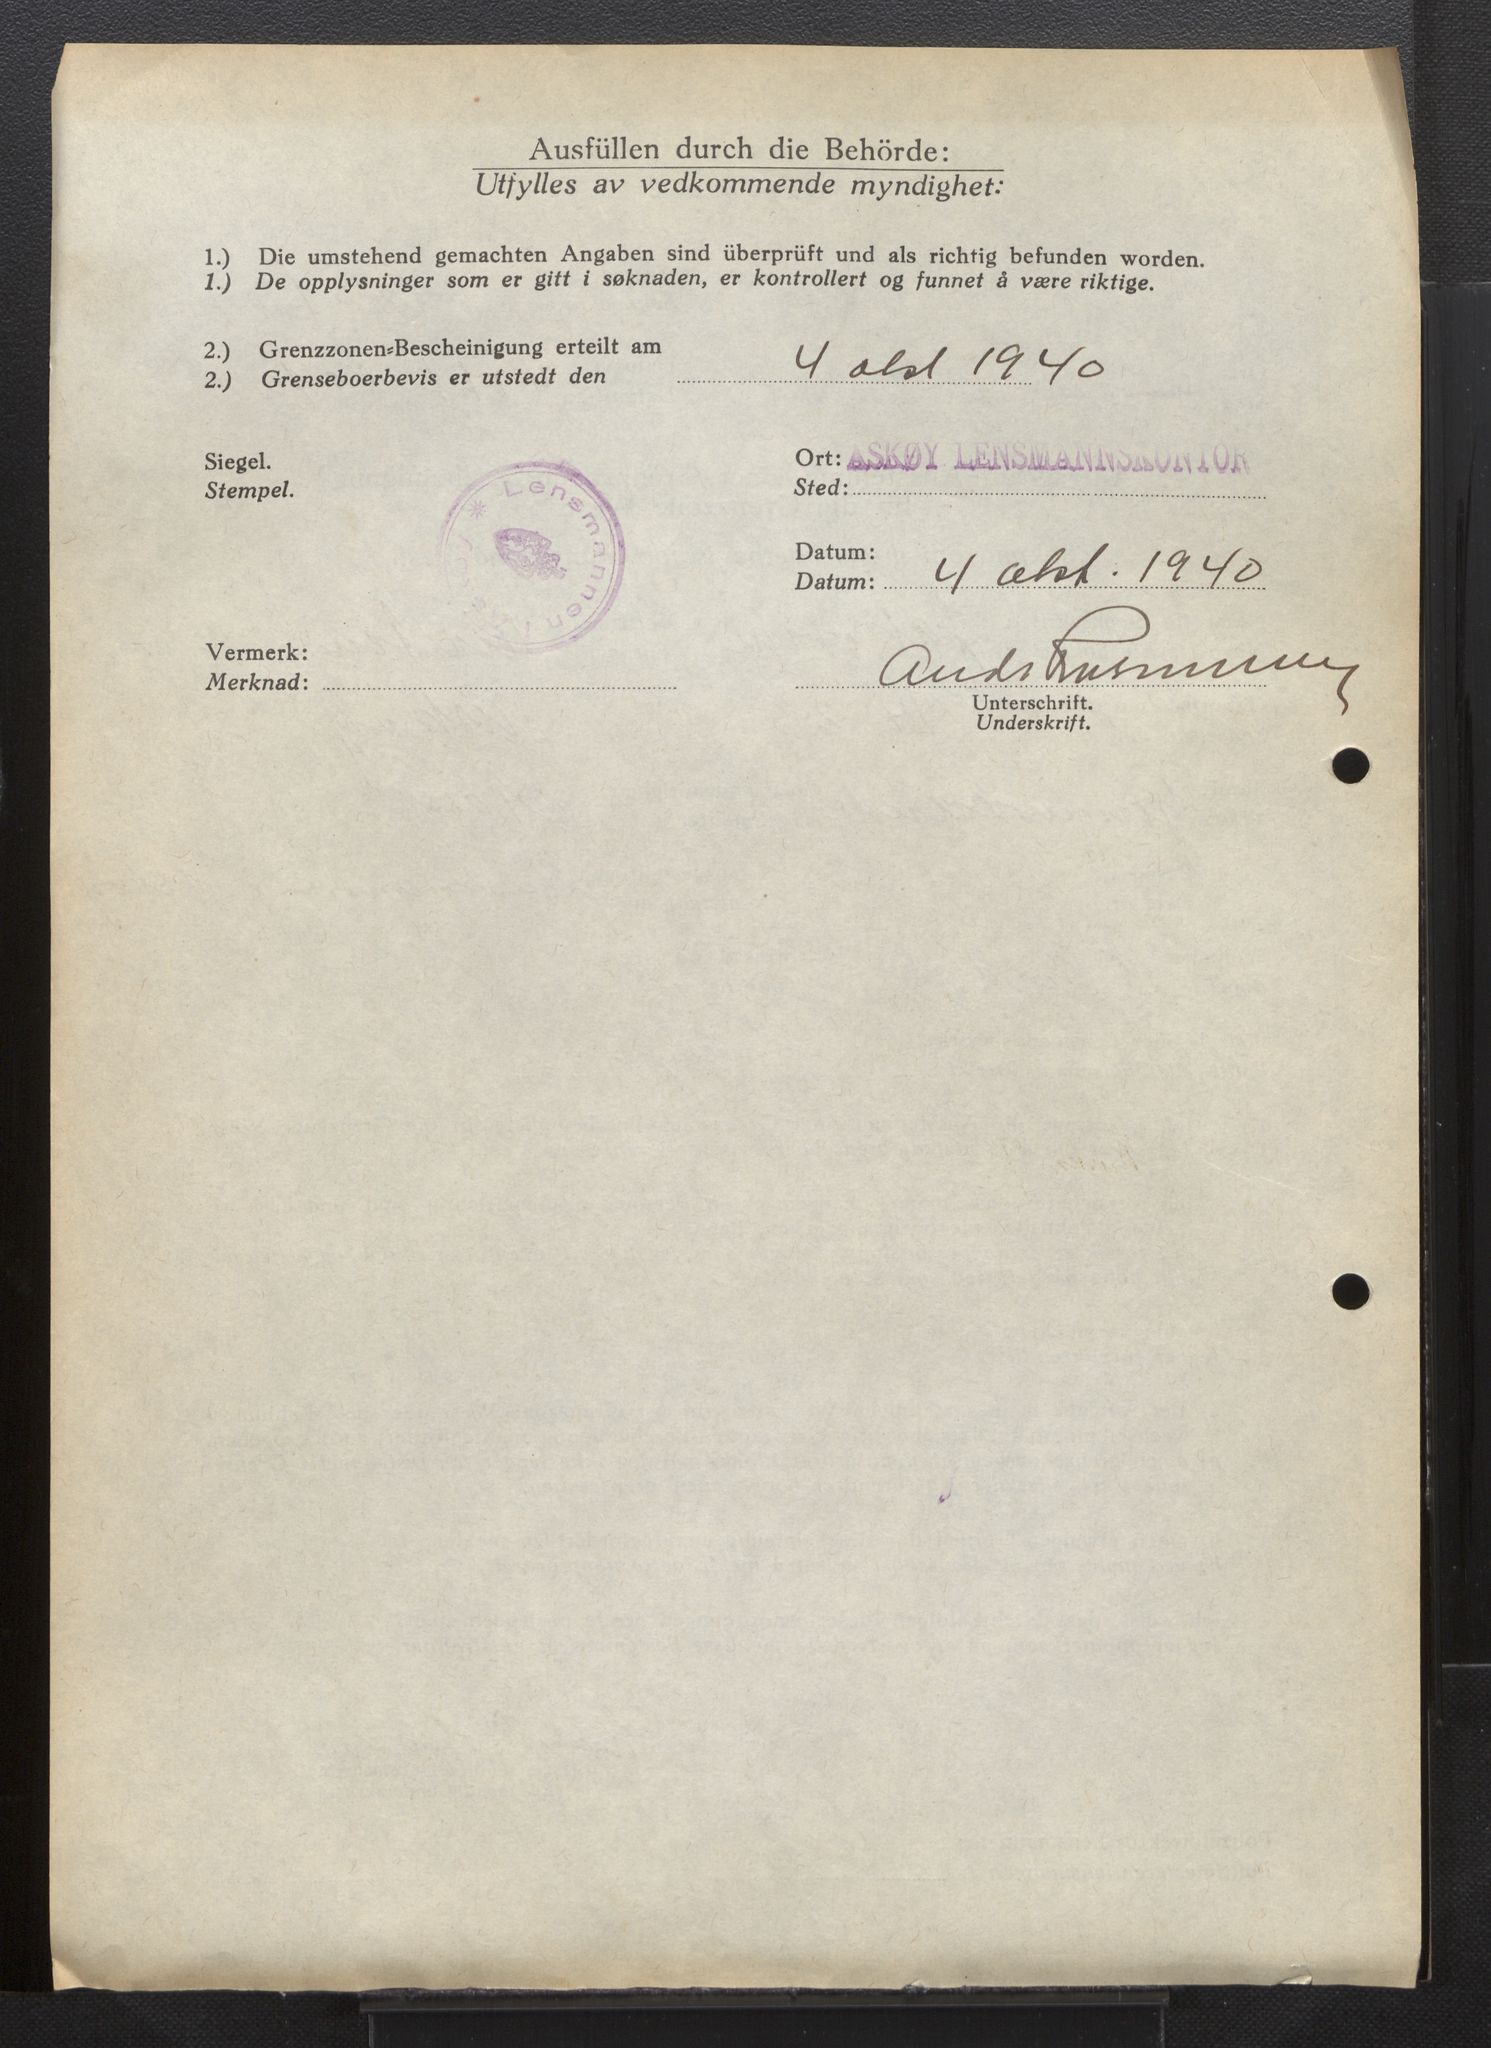 Ausfüllen durch die Behörde:
Utfylles av vedkommende myndighet:
1.) Die umstehend gemachten Angaben sind überprüft und als richtig befunden worden.
1.) De opplysninger som er gitt i søknaden, er kontrollert og funnet å være riktige.
2.) Grenzzonen-Bescheinigung erteilt am
2.) Grenseboerbevis er utstedt den 4 okt 1940
Siegel.
Stempel.
Lensmannen
Ort: ASKØY LENSMANNSKONTOR
Sted:
Datum:
Datum: 4 okt. 1940
Vermerk:
Merknad:
Unterschrift.
Underskrift.